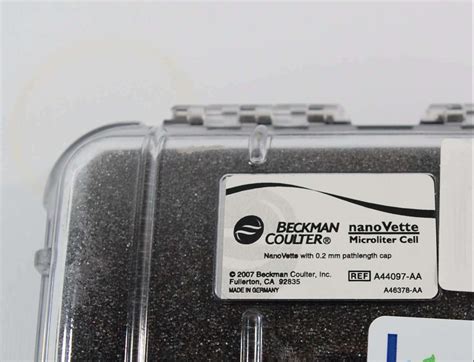 BECKMAN
COULTER®
nanoVette
Microliter Cell
NanoVette with 0.2 mm pathlength cap
© 2007 Beckman Coulter, Inc.
Fullerton, CA 92835
MADE IN GERMANY
REF A44097-AA
A46378-AA